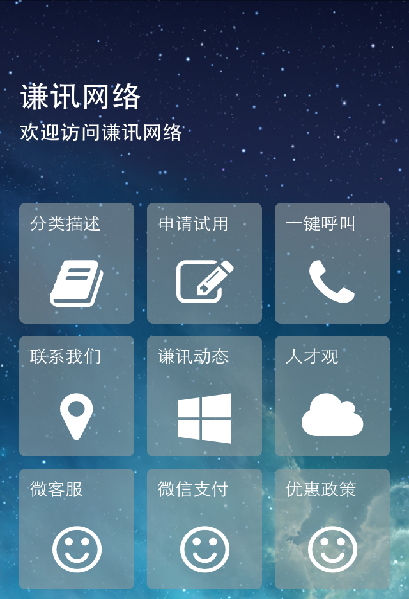 谦讯网络
欢迎访问谦讯网络
分类描述
申请试用
一键呼叫
联系我们
谦讯动态
人才观
微客服
微信支付
优惠政策